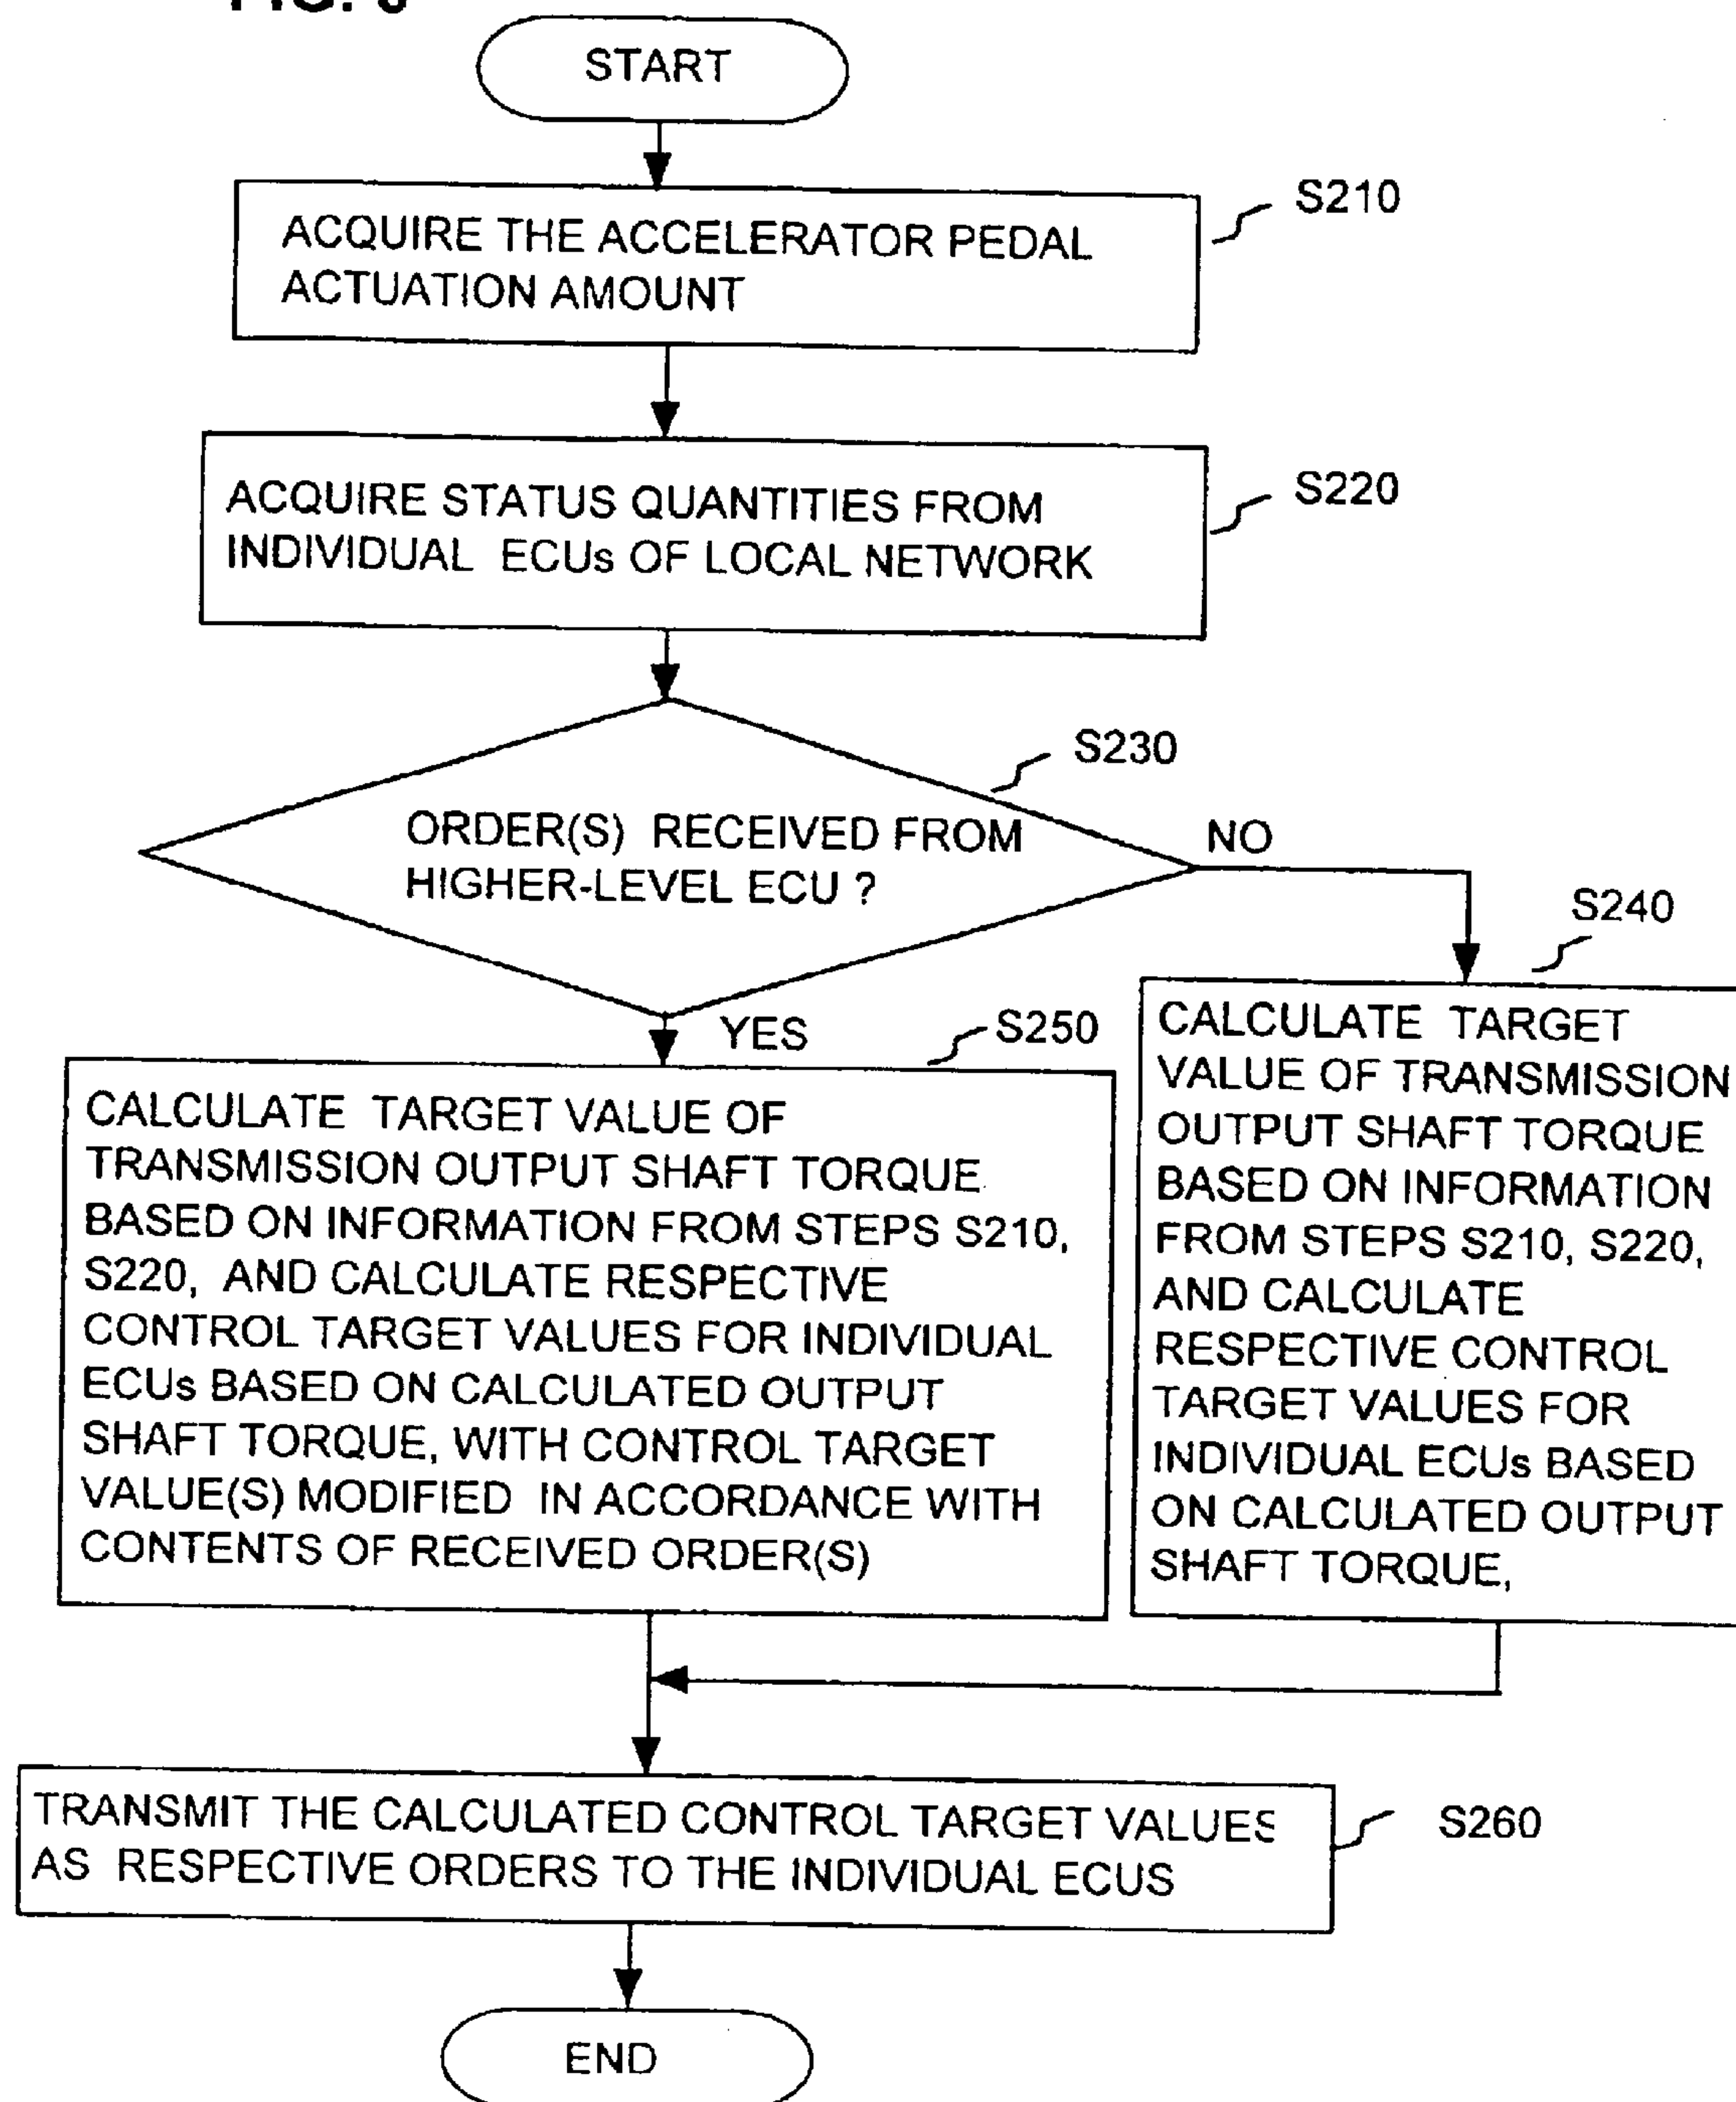 START
S210
ACQUIRE THE ACCELERATOR PEDAL
ACTUATION AMOUNT
S220
ACQUIRE STATUS QUANTITIES FROM
INDIVIDUAL ECUs OF LOCAL NETWORK
S230
ORDER(S) RECEIVED FROM
HIGHER-LEVEL ECU ?
NO
YES
S240
CALCULATE TARGET
VALUE OF TRANSMISSION
OUTPUT SHAFT TORQUE
BASED ON INFORMATION
FROM STEPS S210, S220,
AND CALCULATE
RESPECTIVE CONTROL
TARGET VALUES FOR
INDIVIDUAL ECUs BASED
ON CALCULATED OUTPUT
SHAFT TORQUE,
S250
CALCULATE TARGET VALUE OF
TRANSMISSION OUTPUT SHAFT TORQUE
BASED ON INFORMATION FROM STEPS S210,
S220, AND CALCULATE RESPECTIVE
CONTROL TARGET VALUES FOR INDIVIDUAL
ECUs BASED ON CALCULATED OUTPUT
SHAFT TORQUE, WITH CONTROL TARGET
VALUE(S) MODIFIED IN ACCORDANCE WITH
CONTENTS OF RECEIVED ORDER(S)
TRANSMIT THE CALCULATED CONTROL TARGET VALUES
AS RESPECTIVE ORDERS TO THE INDIVIDUAL ECUS
S260
END